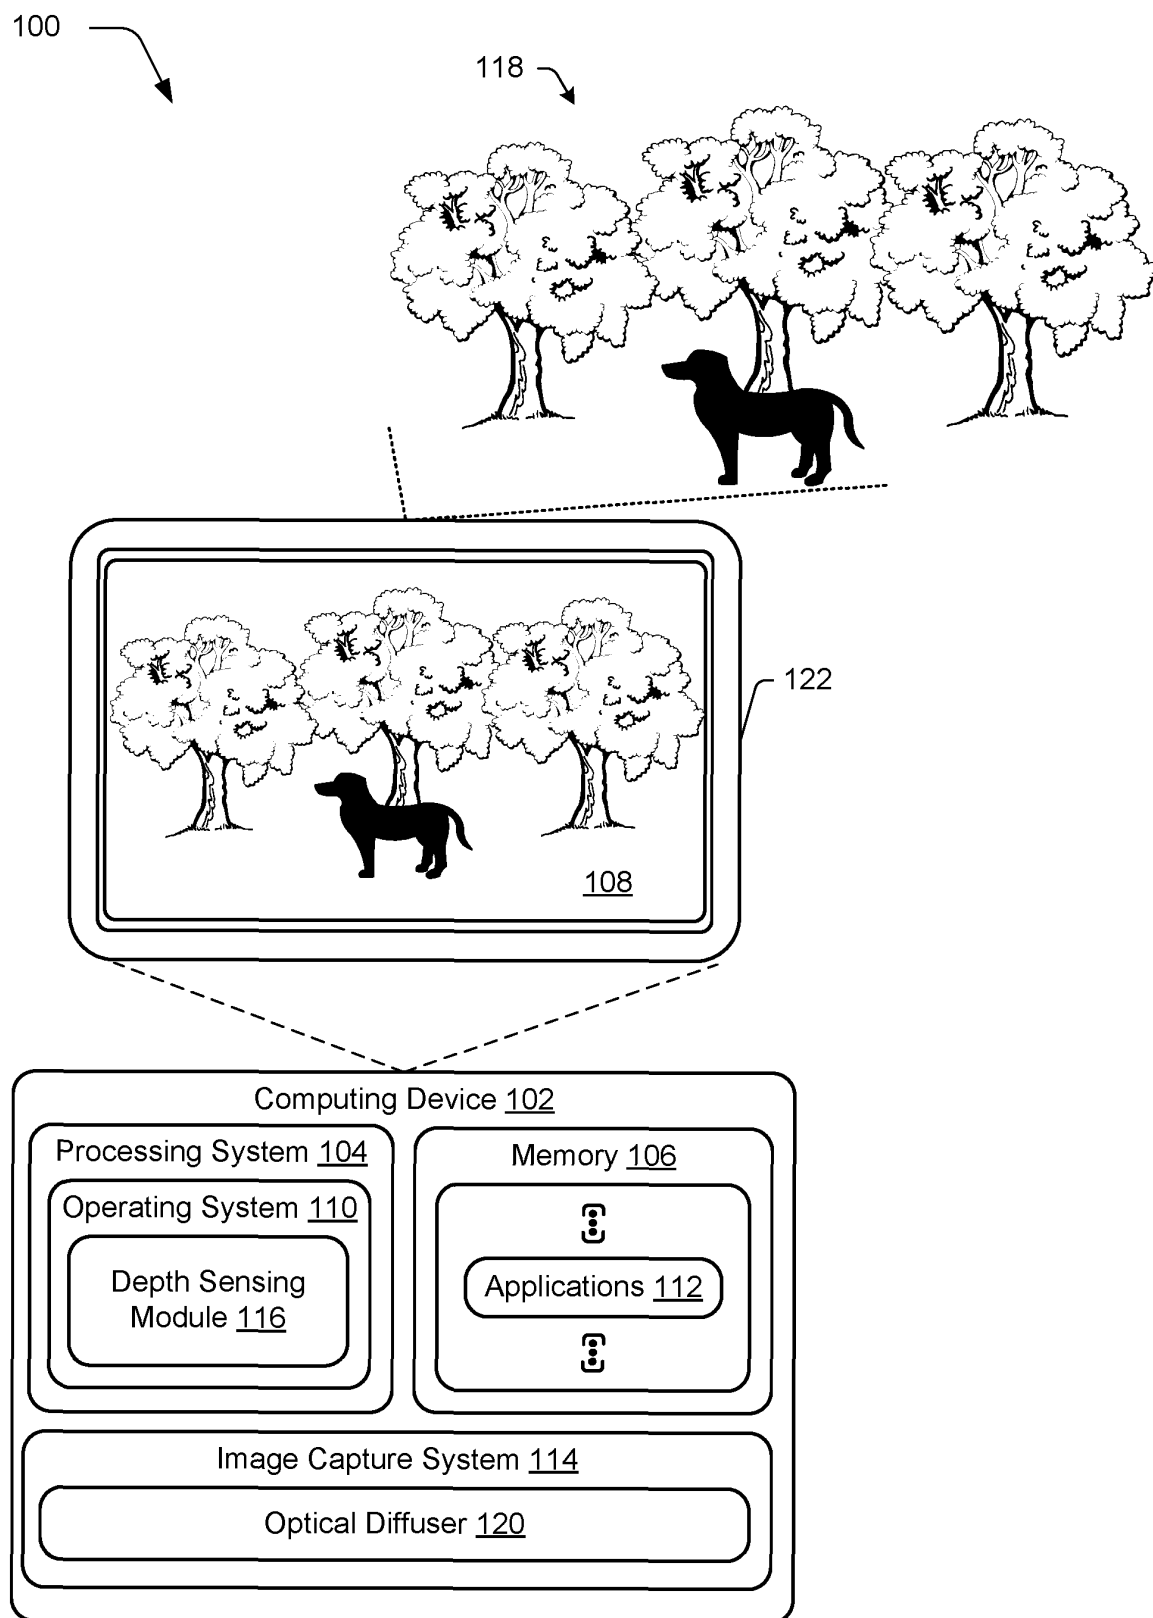 100
118
122
108
Computing Device 102
Processing System 104
Memory 106
Operating System 110
Depth Sensing
Module 116
Applications 112
Image Capture System 114
Optical Diffuser 120